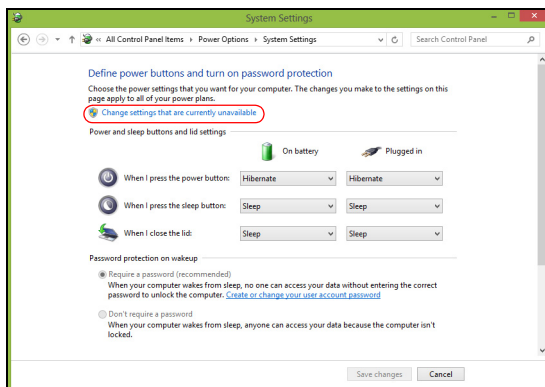 System Settings
« All Control Panel Items Power Options System Settings
Search Control Panel
Define power buttons and turn on password protection
Choose the power settings that you want for your computer. The changes you make to the settings on this
page apply to all of your power plans.
Change settings that are currently unavailable
Power and sleep buttons and lid settings
On battery Plugged in
When I press the power button: Hibernate Hibernate
When I press the sleep button: Sleep Sleep
When I close the lid: Sleep Sleep
Password protection on wakeup
Require a password (recommended)
When your computer wakes from sleep, no one can access your data without entering the correct
password to unlock the computer. Create or change your user account password
Don't require a password
When your computer wakes from sleep, anyone can access your data because the computer isn't
locked.
Save changes Cancel